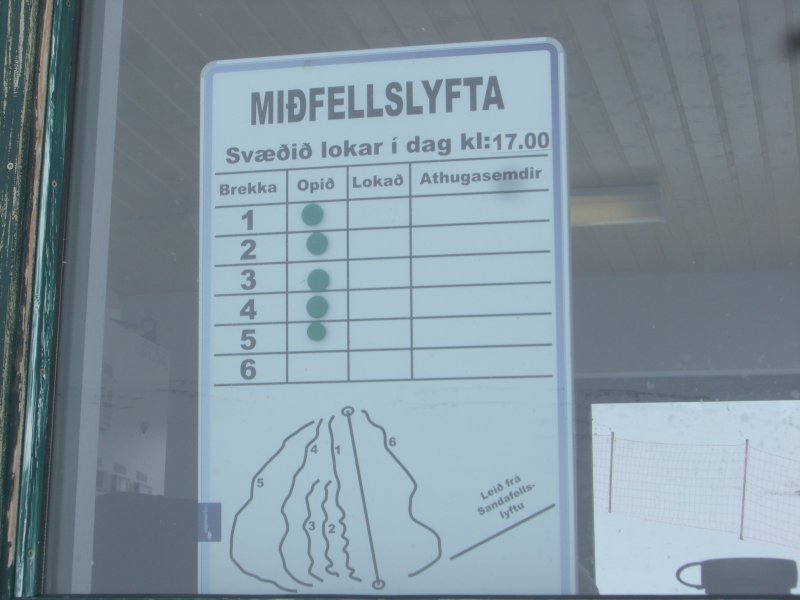 MIÐFELLSLYFTA
Svæðið lokar í dag kl:17.00
Brekka Opið Lokað Athugasemdir
1
2
3
4
5
6
4 1 6
5
3 2
Leið frá
Sandafells-
lyftu